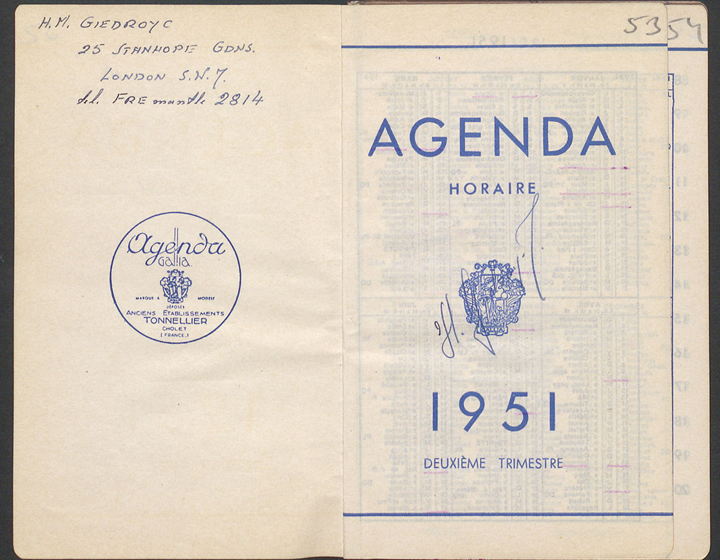 H.M. GIEDROYC
25 STANHOPE GDNS.
LONDON S.W.7.
tel. FREmantle 2814
Agenda
GALLIA
MARQUE & MODÈLE
DÉPOSÉS
ANCIENS ETABLISSEMENTS
TONNELLIER
CHOLET
(FRANCE)
5354
AGENDA
HORAIRE
1951
DEUXIÈME TRIMESTRE